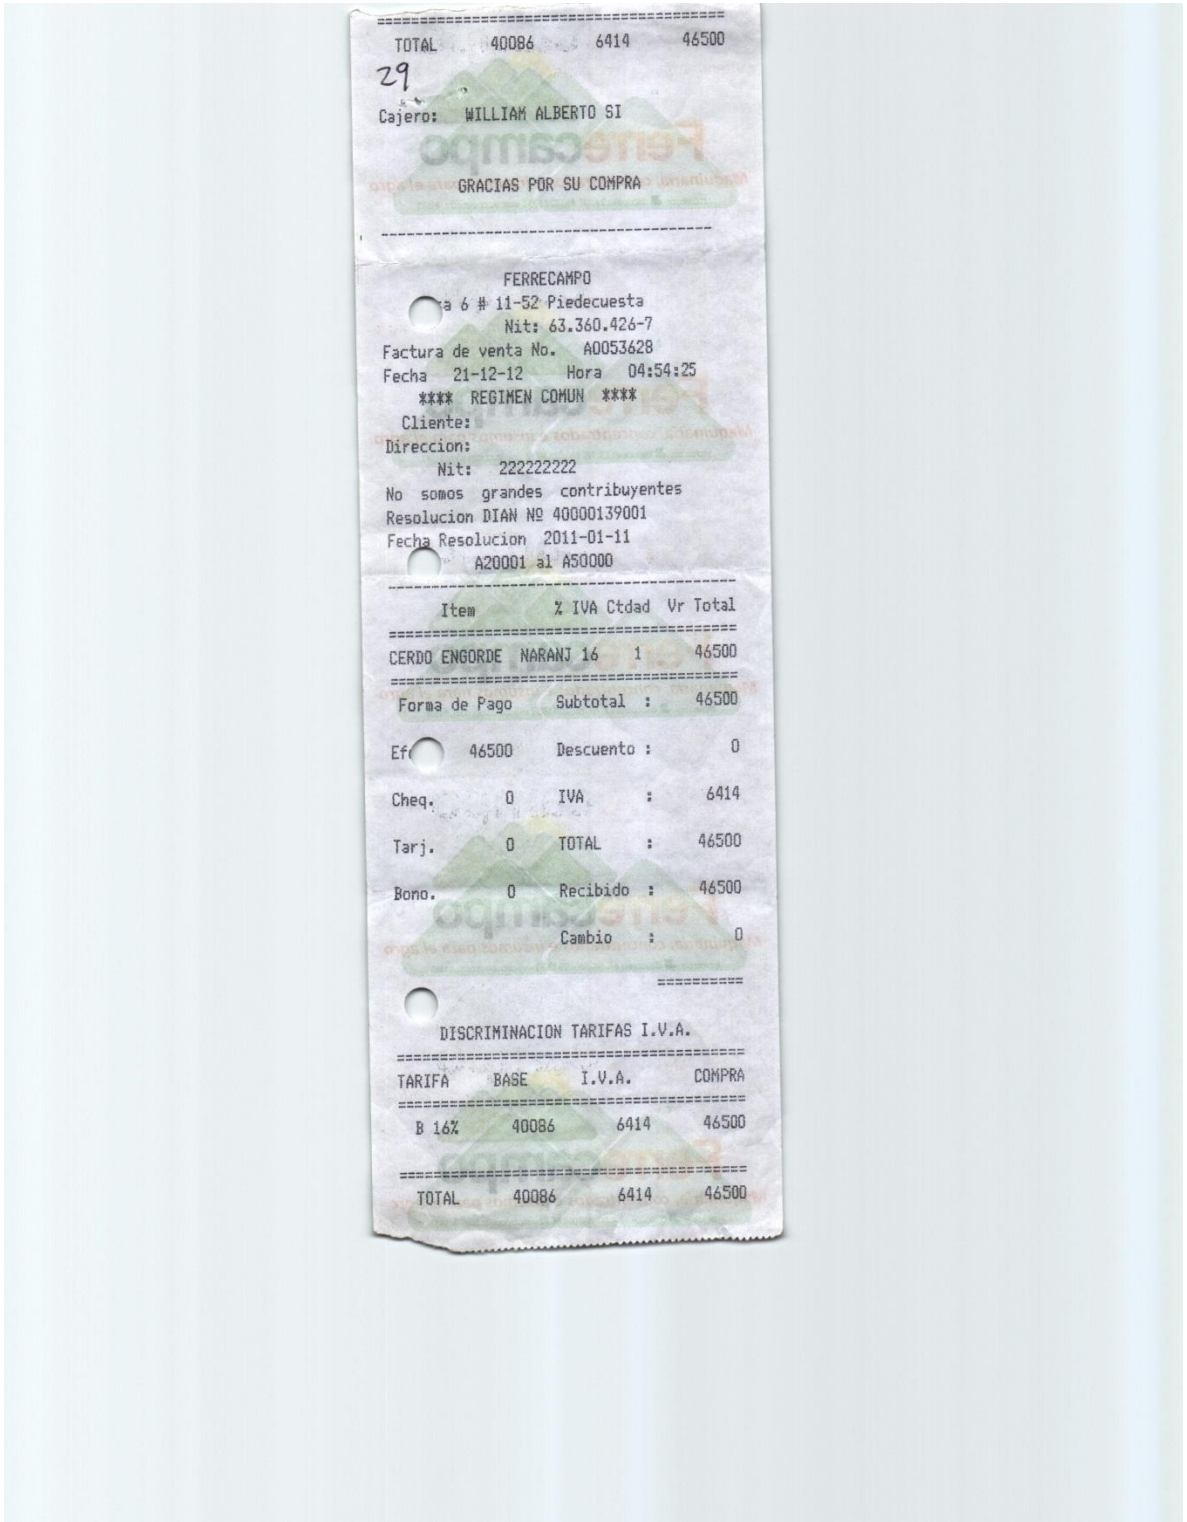 ========================================
TOTAL 40086 6414 46500
29
Cajero: WILLIAM ALBERTO SI
GRACIAS POR SU COMPRA
---------------------------------------
FERRECAMPO
a 6 # 11-52 Piedecuesta
Nit: 63.360.426-7
Factura de venta No. A0053628
Fecha 21-12-12 Hora 04:54:25
**** REGIMEN COMUN ****
Cliente:
Direccion:
Nit: 222222222
No somos grandes contribuyentes
Resolucion DIAN Nº 40000139001
Fecha Resolucion 2011-01-11
A20001 al A50000
----------------------------------------
Item % IVA Ctdad Vr Total
========================================
CERDO ENGORDE NARANJ 16 1 46500
========================================
Forma de Pago Subtotal : 46500
46500 Descuento : 0
Cheq. 0 IVA : 6414
Tarj. 0 TOTAL : 46500
Bono. 0 Recibido : 46500
Cambio : 0
==========
DISCRIMINACION TARIFAS I.V.A.
========================================
TARIFA BASE I.V.A. COMPRA
========================================
B 16% 40086 6414 46500
========================================
TOTAL 40086 6414 46500